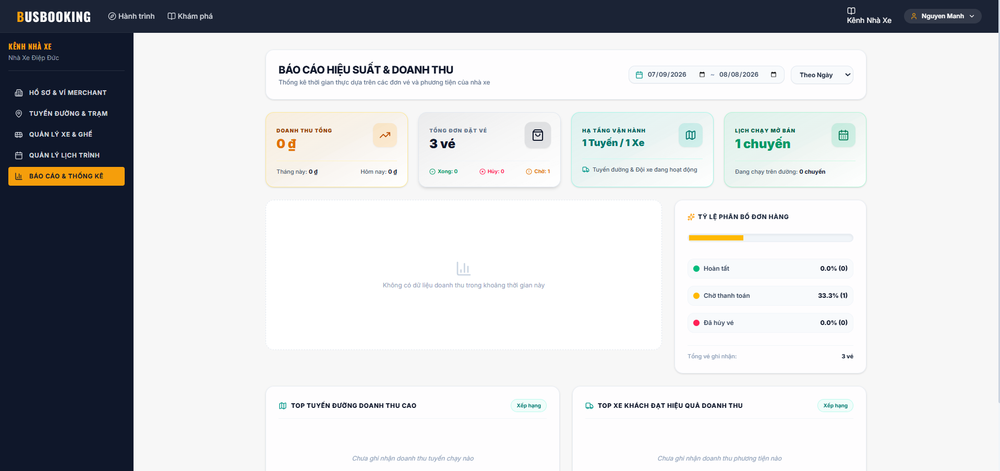 BUSBOOKING
Hành trình
Khám phá
Kênh Nhà Xe
Nguyen Manh
KÊNH NHÀ XE
Nhà Xe Điệp Đức
HỒ SƠ & VÍ MERCHANT
TUYẾN ĐƯỜNG & TRẠM
QUẢN LÝ XE & GHẾ
QUẢN LÝ LỊCH TRÌNH
BÁO CÁO & THỐNG KÊ
BÁO CÁO HIỆU SUẤT & DOANH THU
Thống kê thời gian thực dựa trên các đơn vé và phương tiện của nhà xe
07/09/2026 ~ 08/08/2026
Theo Ngày
DOANH THU TỔNG
0 ₫
Tháng này: 0 ₫
Hôm nay: 0 ₫
TỔNG ĐƠN ĐẶT VÉ
3 vé
Xong: 0
Hủy: 0
Chờ: 1
HẠ TẦNG VẬN HÀNH
1 Tuyến / 1 Xe
Tuyến đường & Đội xe đang hoạt động
LỊCH CHẠY MỞ BÁN
1 chuyến
Đang chạy trên đường: 0 chuyến
Không có dữ liệu doanh thu trong khoảng thời gian này
TỶ LỆ PHÂN BỔ ĐƠN HÀNG
Hoàn tất 0.0% (0)
Chờ thanh toán 33.3% (1)
Đã hủy vé 0.0% (0)
Tổng vé ghi nhận: 3 vé
TOP TUYẾN ĐƯỜNG DOANH THU CAO
Xếp hạng
Chưa ghi nhận doanh thu tuyến chạy nào
TOP XE KHÁCH ĐẠT HIỆU QUẢ DOANH THU
Xếp hạng
Chưa ghi nhận doanh thu phương tiện nào